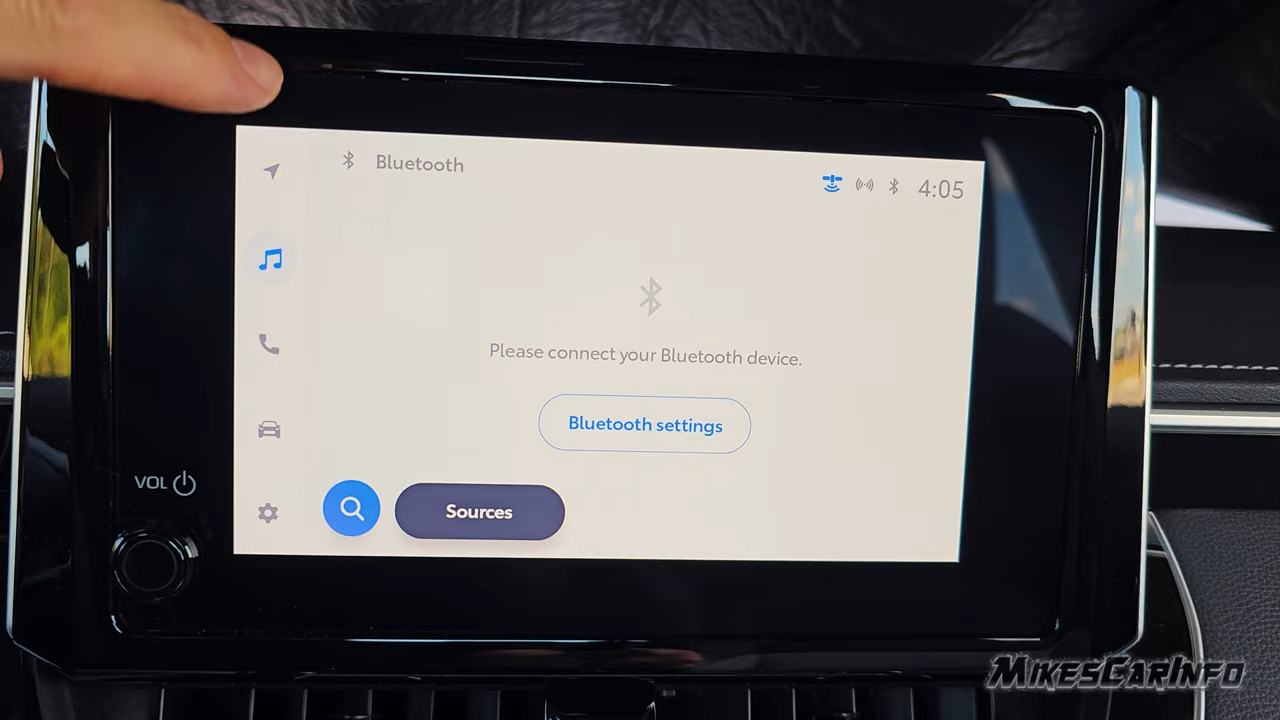 Bluetooth
4:05
Please connect your Bluetooth device.
Bluetooth settings
VOL
Sources
MIKESCARINFO